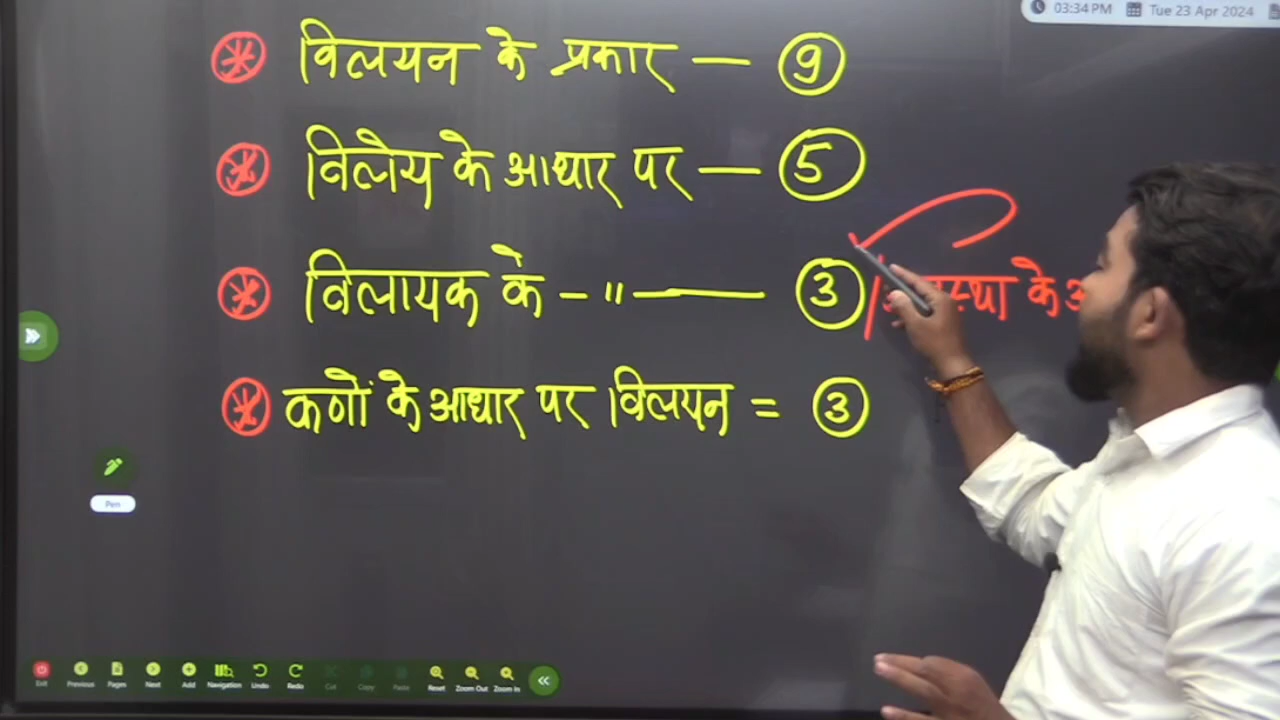 03:34 PM Tue 23 Apr 2024
विलयन के प्रकार — 9
विलेय के आधार पर — 5
विलायक के - " — 3 के
कणों के आधार पर विलयन = 3
Pen
Exit Previous Pages Next Add Navigation Undo Redo Cut Copy Paste Reset Zoom Out Zoom In